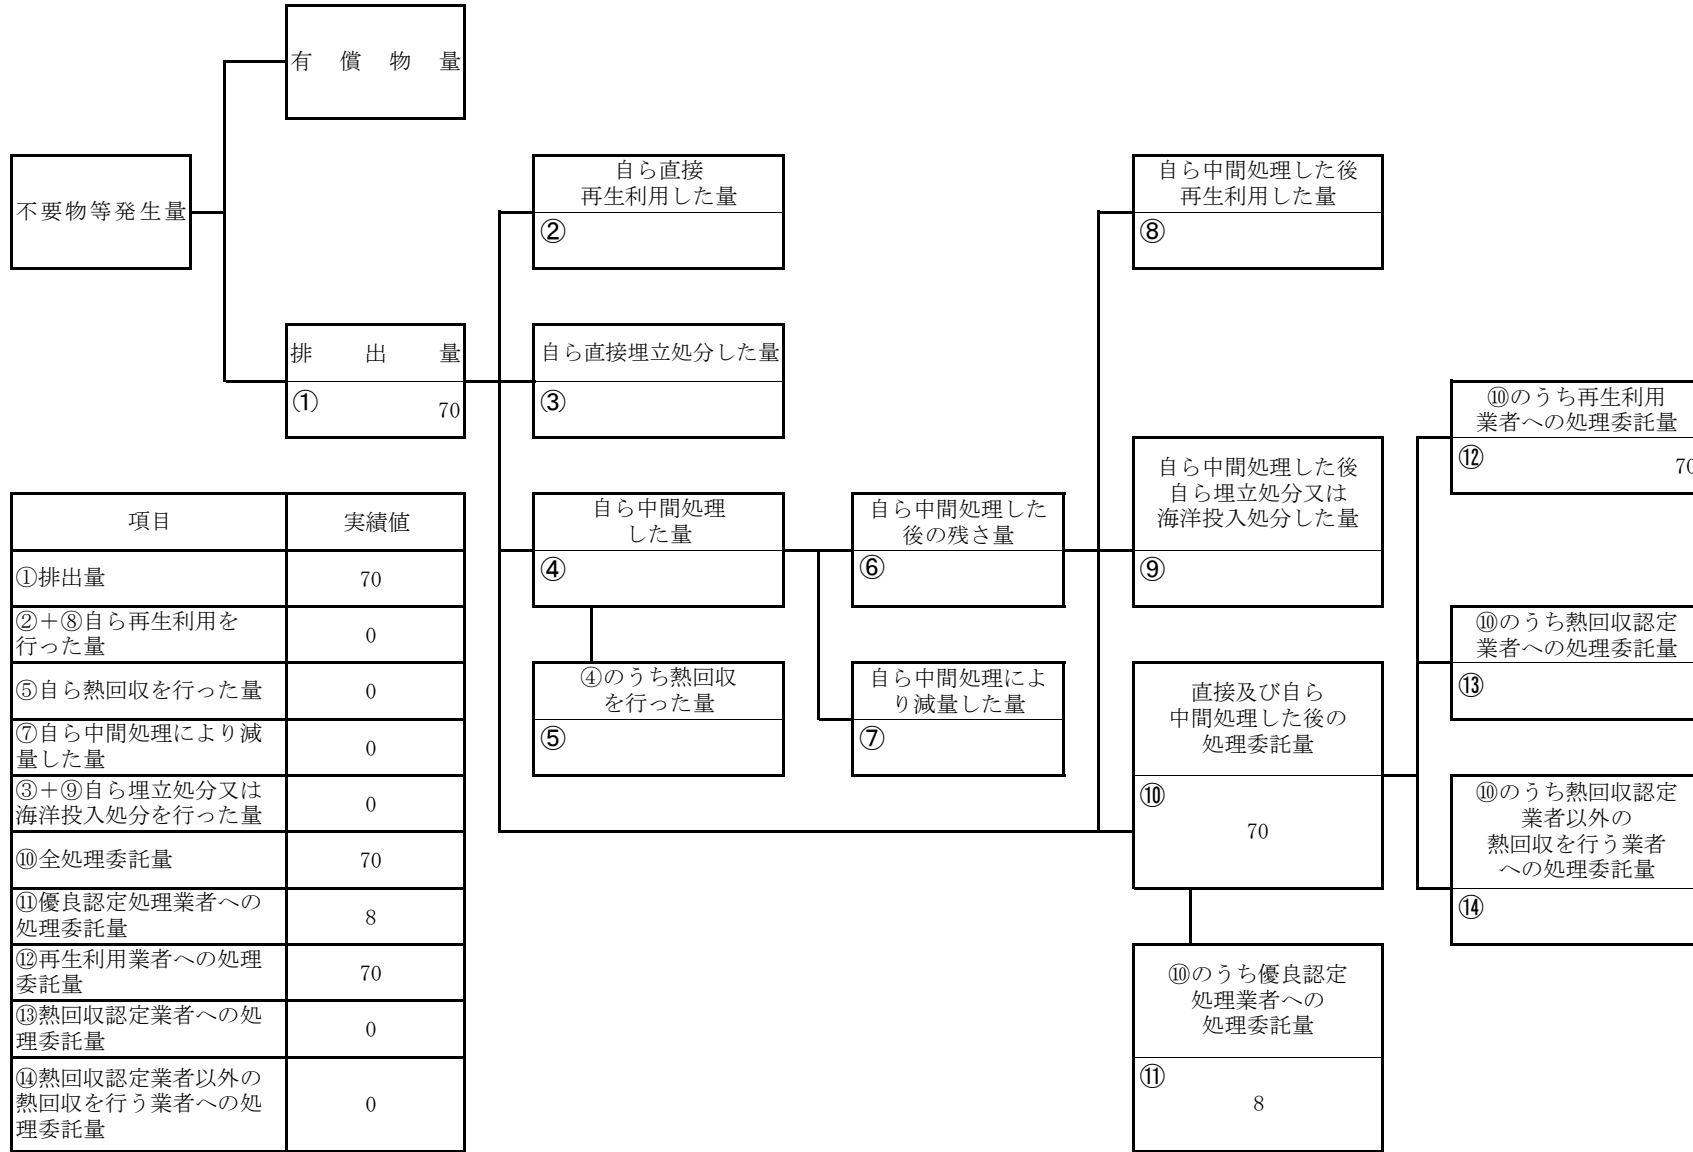 有償物量
不要物等発生量
自ら直接
再生利用した量
②
自ら中間処理した後
再生利用した量
⑧
排出量
① 70
自ら直接埋立処分した量
③
⑩のうち再生利用
業者への処理委託量
⑫ 70
自ら中間処理
した量
④
自ら中間処理した
後の残さ量
⑥
自ら中間処理した後
自ら埋立処分又は
海洋投入処分した量
⑨
⑩のうち熱回収認定
業者への処理委託量
⑬
④のうち熱回収
を行った量
⑤
自ら中間処理によ
り減量した量
⑦
直接及び自ら
中間処理した後の
処理委託量
⑩
70
⑩のうち熱回収認定
業者以外の
熱回収を行う業者
への処理委託量
⑭
⑩のうち優良認定
処理業者への
処理委託量
⑪
8
項目 実績値
①排出量 70
②＋⑧自ら再生利用を
行った量 0
⑤自ら熱回収を行った量 0
⑦自ら中間処理により減
量した量 0
③＋⑨自ら埋立処分又は
海洋投入処分を行った量 0
⑩全処理委託量 70
⑪優良認定処理業者への
処理委託量 8
⑫再生利用業者への処理
委託量 70
⑬熱回収認定業者への処
理委託量 0
⑭熱回収認定業者以外の
熱回収を行う業者への処
理委託量 0